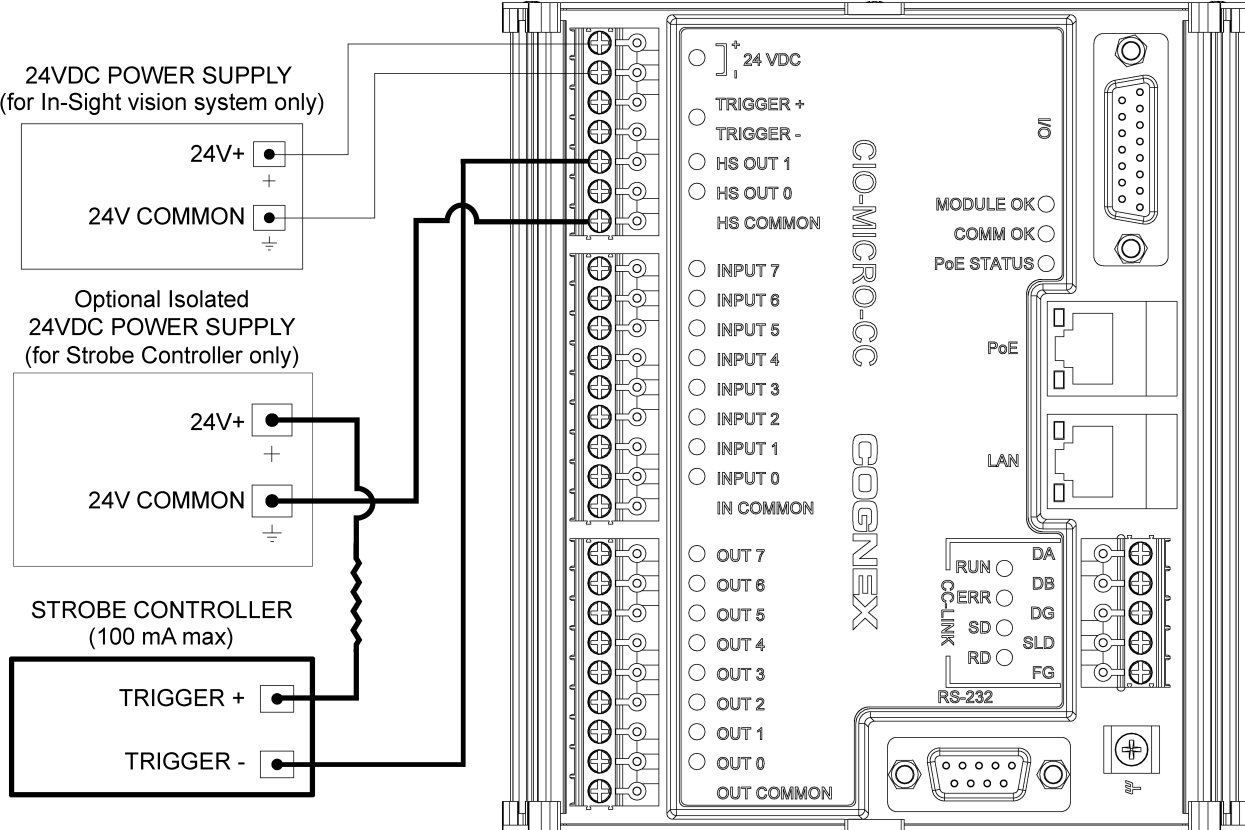 24VDC POWER SUPPLY
(for In-Sight vision system only)
24V+
+
24V COMMON
Optional Isolated
24VDC POWER SUPPLY
(for Strobe Controller only)
24V+
+
24V COMMON
STROBE CONTROLLER
(100 mA max)
TRIGGER +
TRIGGER -
+
24 VDC
-
TRIGGER +
TRIGGER -
HS OUT 1
HS OUT 0
HS COMMON
INPUT 7
INPUT 6
INPUT 5
INPUT 4
INPUT 3
INPUT 2
INPUT 1
INPUT 0
IN COMMON
OUT 7
OUT 6
OUT 5
OUT 4
OUT 3
OUT 2
OUT 1
OUT 0
OUT COMMON
CIO-MICRO-CC
COGNEX
I/O
MODULE OK
COMM OK
PoE STATUS
PoE
LAN
CC-LINK
RUN
ERR
SD
RD
DA
DB
DG
SLD
FG
RS-232